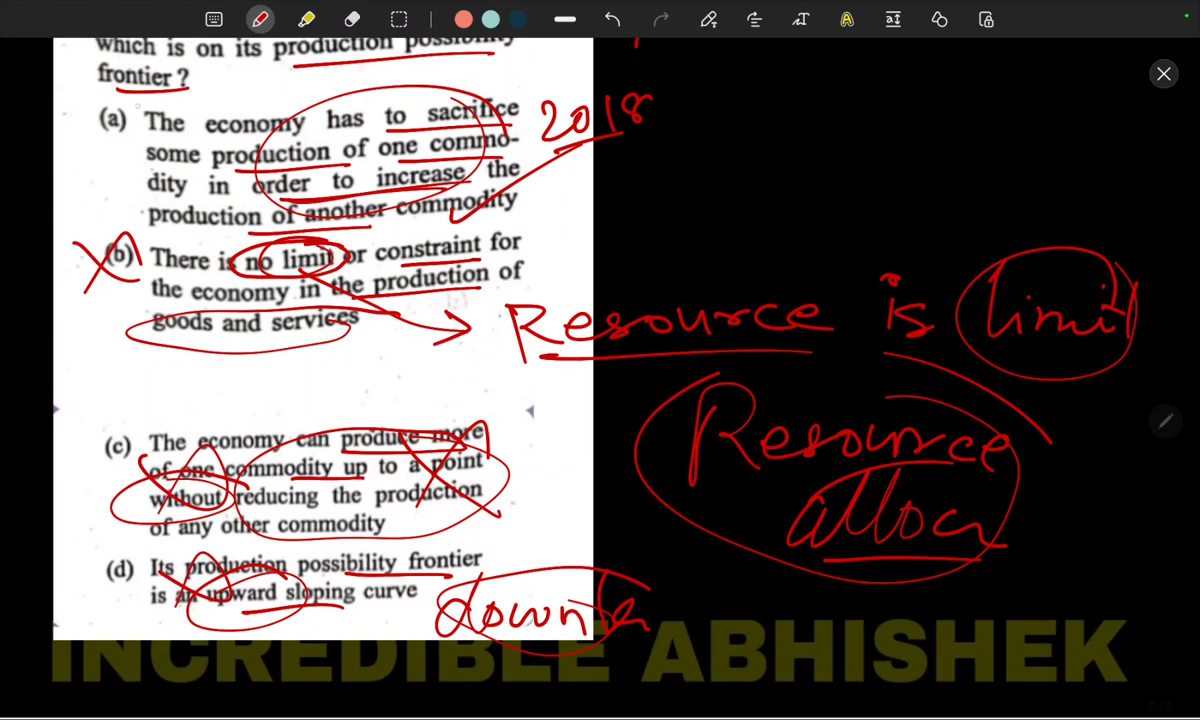 which is on its production possibility
frontier ?
(a) The economy has to sacrifice
some production of one commo-
dity in order to increase the
production of another commodity
2018
(b) There is no limit or constraint for
the economy in the production of
goods and services
Resource is limit
(c) The economy can produce more
of one commodity up to a point
without reducing the production
of any other commodity
Resource
alloca
(d) Its production possibility frontier
is an upward sloping curve
down
INCREDIBLE ABHISHEK